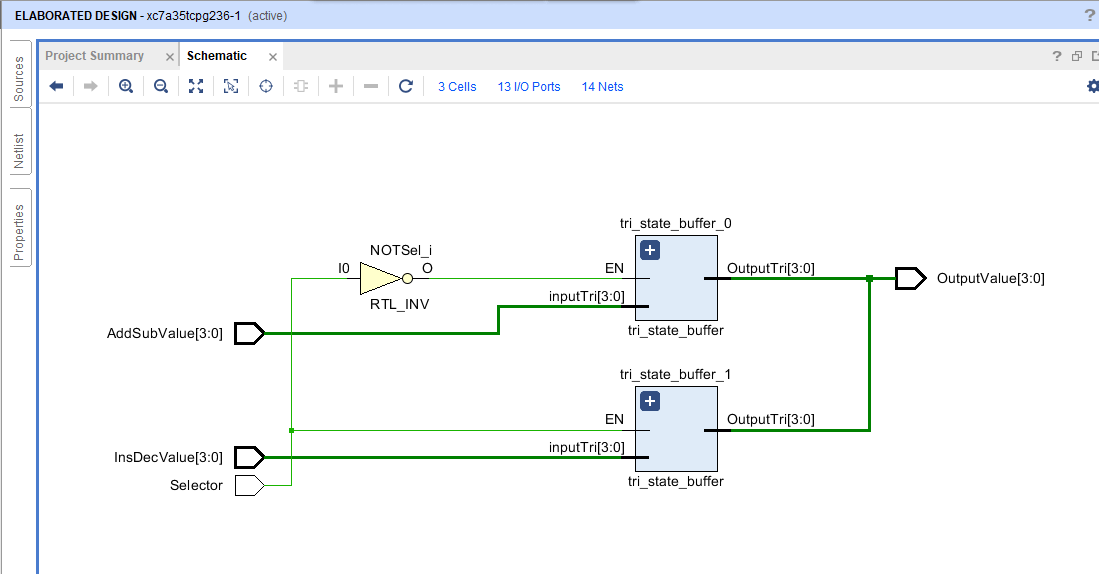 ELABORATED DESIGN - xc7a35tcpg236-1 (active) ?
Sources
Netlist
Properties
Project Summary × Schematic × ?
3 Cells 13 I/O Ports 14 Nets
tri_state_buffer_0
NOTSel_i
I0 O
RTL_INV
EN OutputTri[3:0]
OutputValue[3:0]
inputTri[3:0]
AddSubValue[3:0]
tri_state_buffer
tri_state_buffer_1
EN OutputTri[3:0]
inputTri[3:0]
InsDecValue[3:0]
Selector
tri_state_buffer